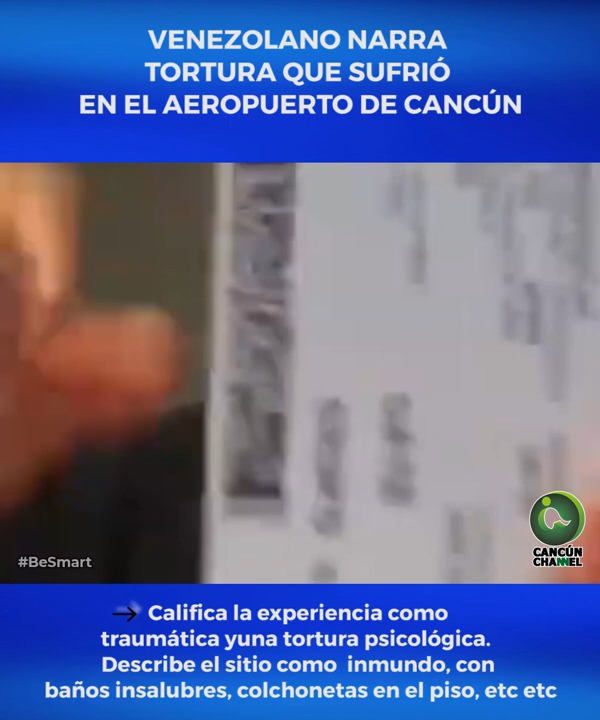 VENEZOLANO NARRA
TORTURA QUE SUFRIÓ
EN EL AEROPUERTO DE CANCÚN
#BeSmart
CANCÚN
CHANNEL
Califica la experiencia como
traumática yuna tortura psicológica.
Describe el sitio como inmundo, con
baños insalubres, colchonetas en el piso, etc etc